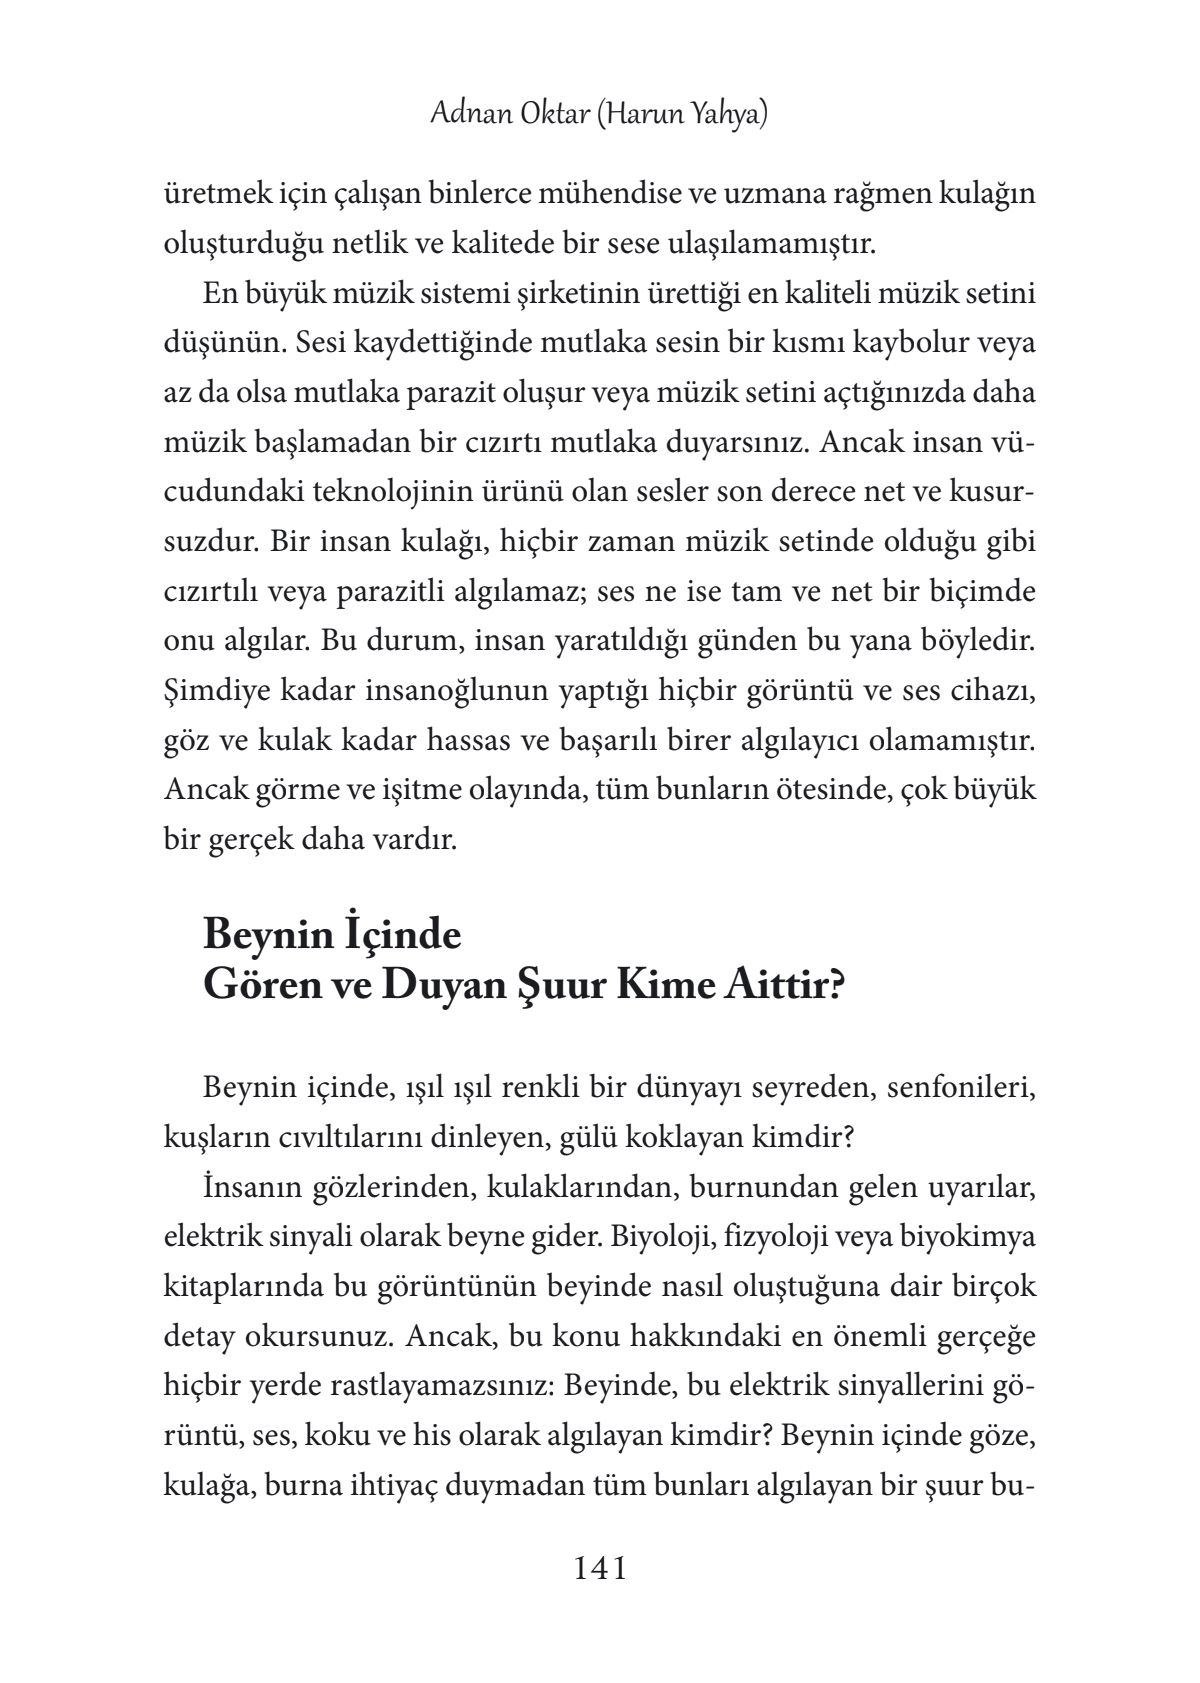 Adnan Oktar (Harun Yahya)
üretmek için çalışan binlerce mühendise ve uzmana rağmen kulağın
oluşturduğu netlik ve kalitede bir sese ulaşılamamıştır.
En büyük müzik sistemi şirketinin ürettiği en kaliteli müzik setini
düşünün. Sesi kaydettiğinde mutlaka sesin bir kısmı kaybolur veya
az da olsa mutlaka parazit oluşur veya müzik setini açtığınızda daha
müzik başlamadan bir cızırtı mutlaka duyarsınız. Ancak insan vü-
cudundaki teknolojinin ürünü olan sesler son derece net ve kusur-
suzdur. Bir insan kulağı, hiçbir zaman müzik setinde olduğu gibi
cızırtılı veya parazitli algılamaz; ses ne ise tam ve net bir biçimde
onu algılar. Bu durum, insan yaratıldığı günden bu yana böyledir.
Şimdiye kadar insanoğlunun yaptığı hiçbir görüntü ve ses cihazı,
göz ve kulak kadar hassas ve başarılı birer algılayıcı olamamıştır.
Ancak görme ve işitme olayında, tüm bunların ötesinde, çok büyük
bir gerçek daha vardır.
Beynin İçinde
Gören ve Duyan Şuur Kime Aittir?
Beynin içinde, ışıl ışıl renkli bir dünyayı seyreden, senfonileri,
kuşların cıvıltılarını dinleyen, gülü koklayan kimdir?
İnsanın gözlerinden, kulaklarından, burnundan gelen uyarılar,
elektrik sinyali olarak beyne gider. Biyoloji, fizyoloji veya biyokimya
kitaplarında bu görüntünün beyinde nasıl oluştuğuna dair birçok
detay okursunuz. Ancak, bu konu hakkındaki en önemli gerçeğe
hiçbir yerde rastlayamazsınız: Beyinde, bu elektrik sinyallerini gö-
rüntü, ses, koku ve his olarak algılayan kimdir? Beynin içinde göze,
kulağa, burna ihtiyaç duymadan tüm bunları algılayan bir şuur bu-
141